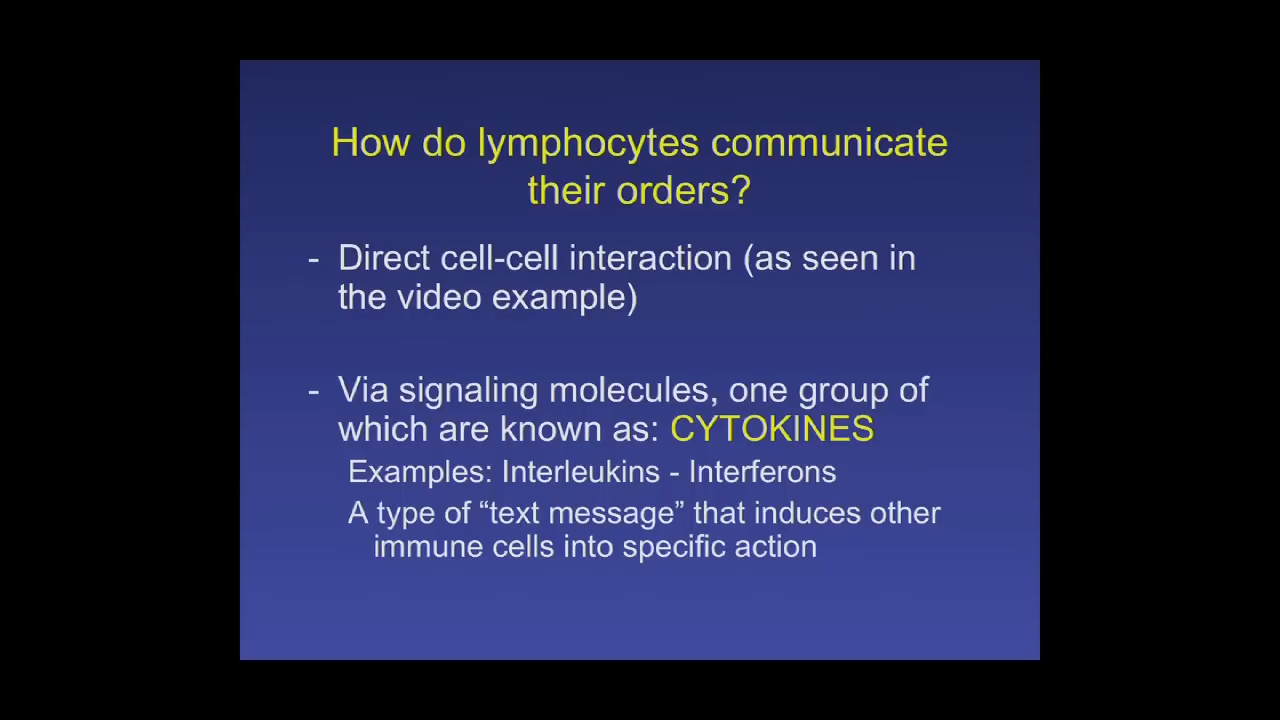 How do lymphocytes communicate
their orders?
- Direct cell-cell interaction (as seen in
the video example)
- Via signaling molecules, one group of
which are known as: CYTOKINES
Examples: Interleukins - Interferons
A type of “text message” that induces other
immune cells into specific action